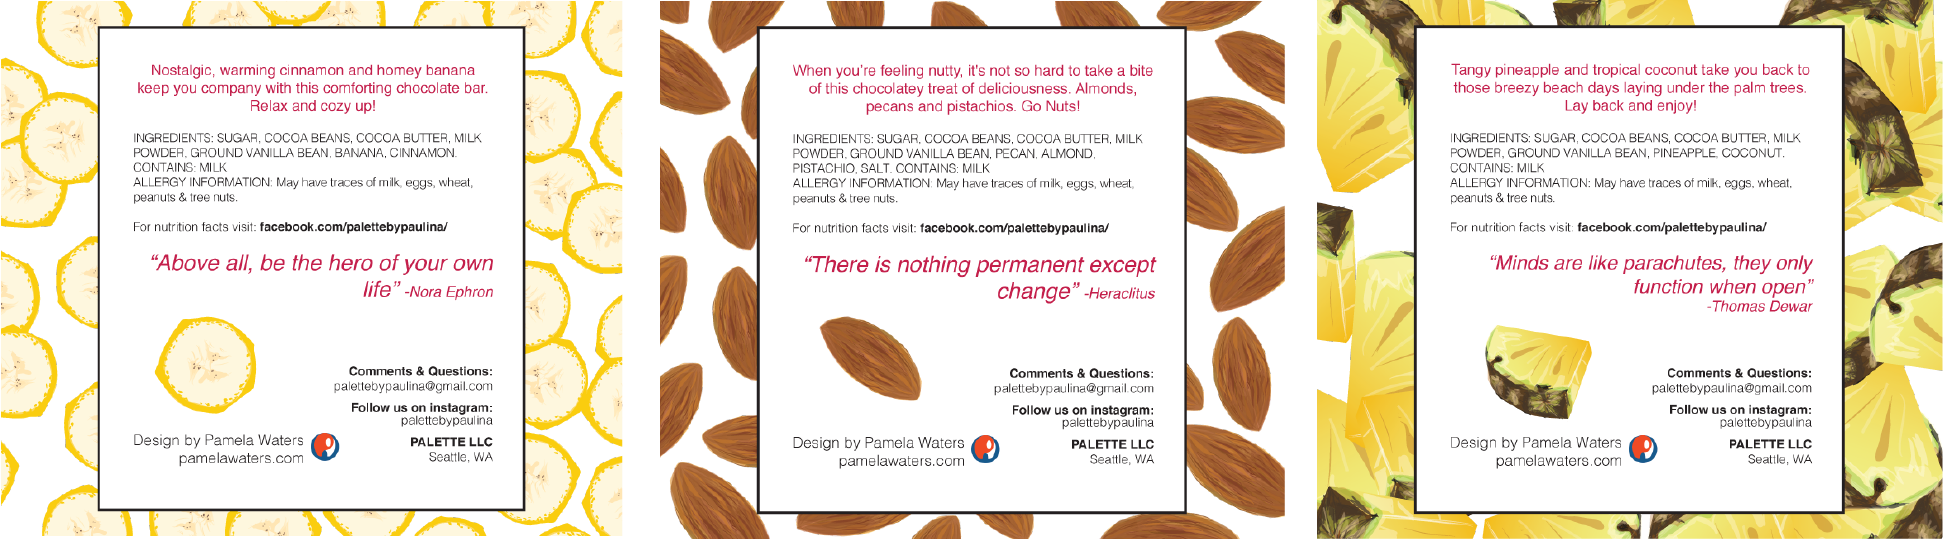 Nostalgic, warming cinnamon and homey banana
keep you company with this comforting chocolate bar.
Relax and cozy up!
INGREDIENTS: SUGAR, COCOA BEANS, COCOA BUTTER, MILK
POWDER, GROUND VANILLA BEAN, BANANA, CINNAMON.
CONTAINS: MILK
ALLERGY INFORMATION: May have traces of milk, eggs, wheat,
peanuts & tree nuts.
For nutrition facts visit: facebook.com/palettebypaulina/
“Above all, be the hero of your own
life” -Nora Ephron
Comments & Questions:
palettebypaulina@gmail.com
Follow us on instagram:
palettebypaulina
Design by Pamela Waters
pamelawaters.com
PALETTE LLC
Seattle, WA
When you’re feeling nutty, it's not so hard to take a bite
of this chocolatey treat of deliciousness. Almonds,
pecans and pistachios. Go Nuts!
INGREDIENTS: SUGAR, COCOA BEANS, COCOA BUTTER, MILK
POWDER, GROUND VANILLA BEAN, PECAN, ALMOND,
PISTACHIO, SALT. CONTAINS: MILK
ALLERGY INFORMATION: May have traces of milk, eggs, wheat,
peanuts & tree nuts.
For nutrition facts visit: facebook.com/palettebypaulina/
“There is nothing permanent except
change” -Heraclitus
Comments & Questions:
palettebypaulina@gmail.com
Follow us on instagram:
palettebypaulina
Design by Pamela Waters
pamelawaters.com
PALETTE LLC
Seattle, WA
Tangy pineapple and tropical coconut take you back to
those breezy beach days laying under the palm trees.
Lay back and enjoy!
INGREDIENTS: SUGAR, COCOA BEANS, COCOA BUTTER, MILK
POWDER, GROUND VANILLA BEAN, PINEAPPLE, COCONUT.
CONTAINS: MILK
ALLERGY INFORMATION: May have traces of milk, eggs, wheat,
peanuts & tree nuts.
For nutrition facts visit: facebook.com/palettebypaulina/
“Minds are like parachutes, they only
function when open”
-Thomas Dewar
Comments & Questions:
palettebypaulina@gmail.com
Follow us on instagram:
palettebypaulina
Design by Pamela Waters
pamelawaters.com
PALETTE LLC
Seattle, WA